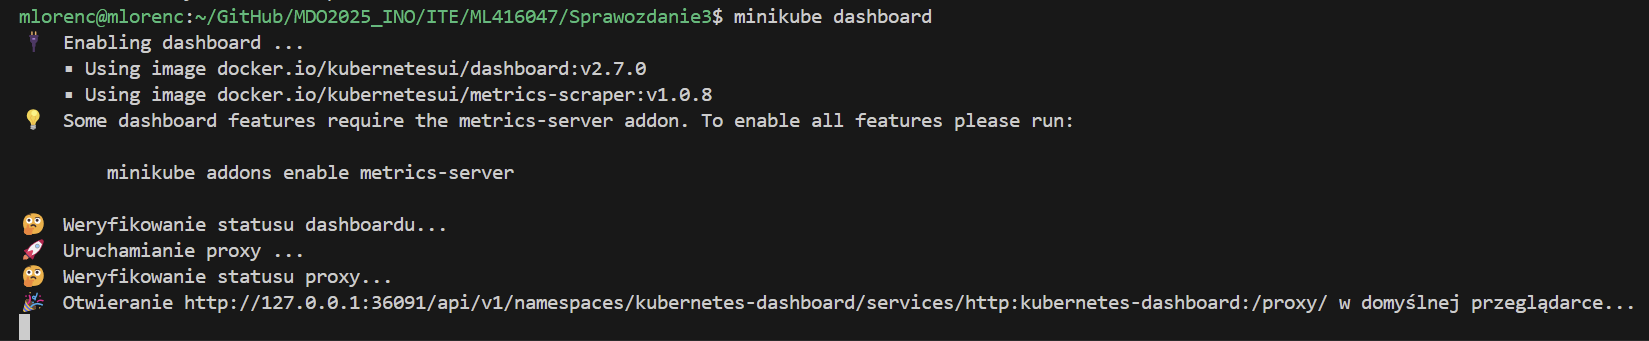 mlorenc@mlorenc:~/GitHub/MDO2025_INO/ITE/ML416047/Sprawozdanie3$ minikube dashboard
Enabling dashboard ...
▪ Using image docker.io/kubernetesui/dashboard:v2.7.0
▪ Using image docker.io/kubernetesui/metrics-scraper:v1.0.8
Some dashboard features require the metrics-server addon. To enable all features please run:
minikube addons enable metrics-server
Weryfikowanie statusu dashboardu...
Uruchamianie proxy ...
Weryfikowanie statusu proxy...
Otwieranie http://127.0.0.1:36091/api/v1/namespaces/kubernetes-dashboard/services/http:kubernetes-dashboard:/proxy/ w domyślnej przeglądarce...